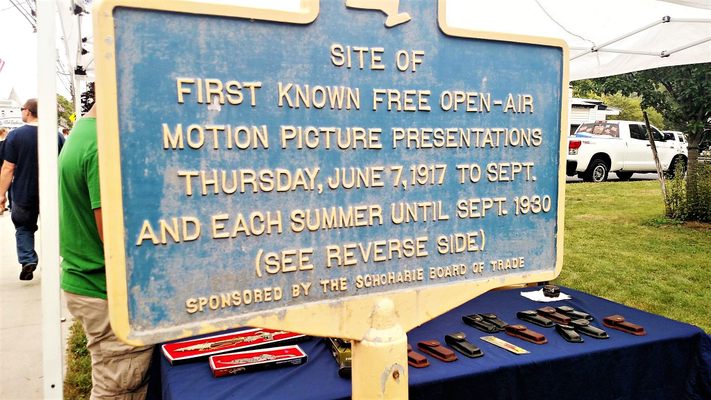 SITE OF
FIRST KNOWN FREE OPEN-AIR
MOTION PICTURE PRESENTATIONS
THURSDAY, JUNE 7, 1917 TO SEPT.
AND EACH SUMMER UNTIL SEPT. 1930
(SEE REVERSE SIDE)
SPONSORED BY THE SCHOHARIE BOARD OF TRADE